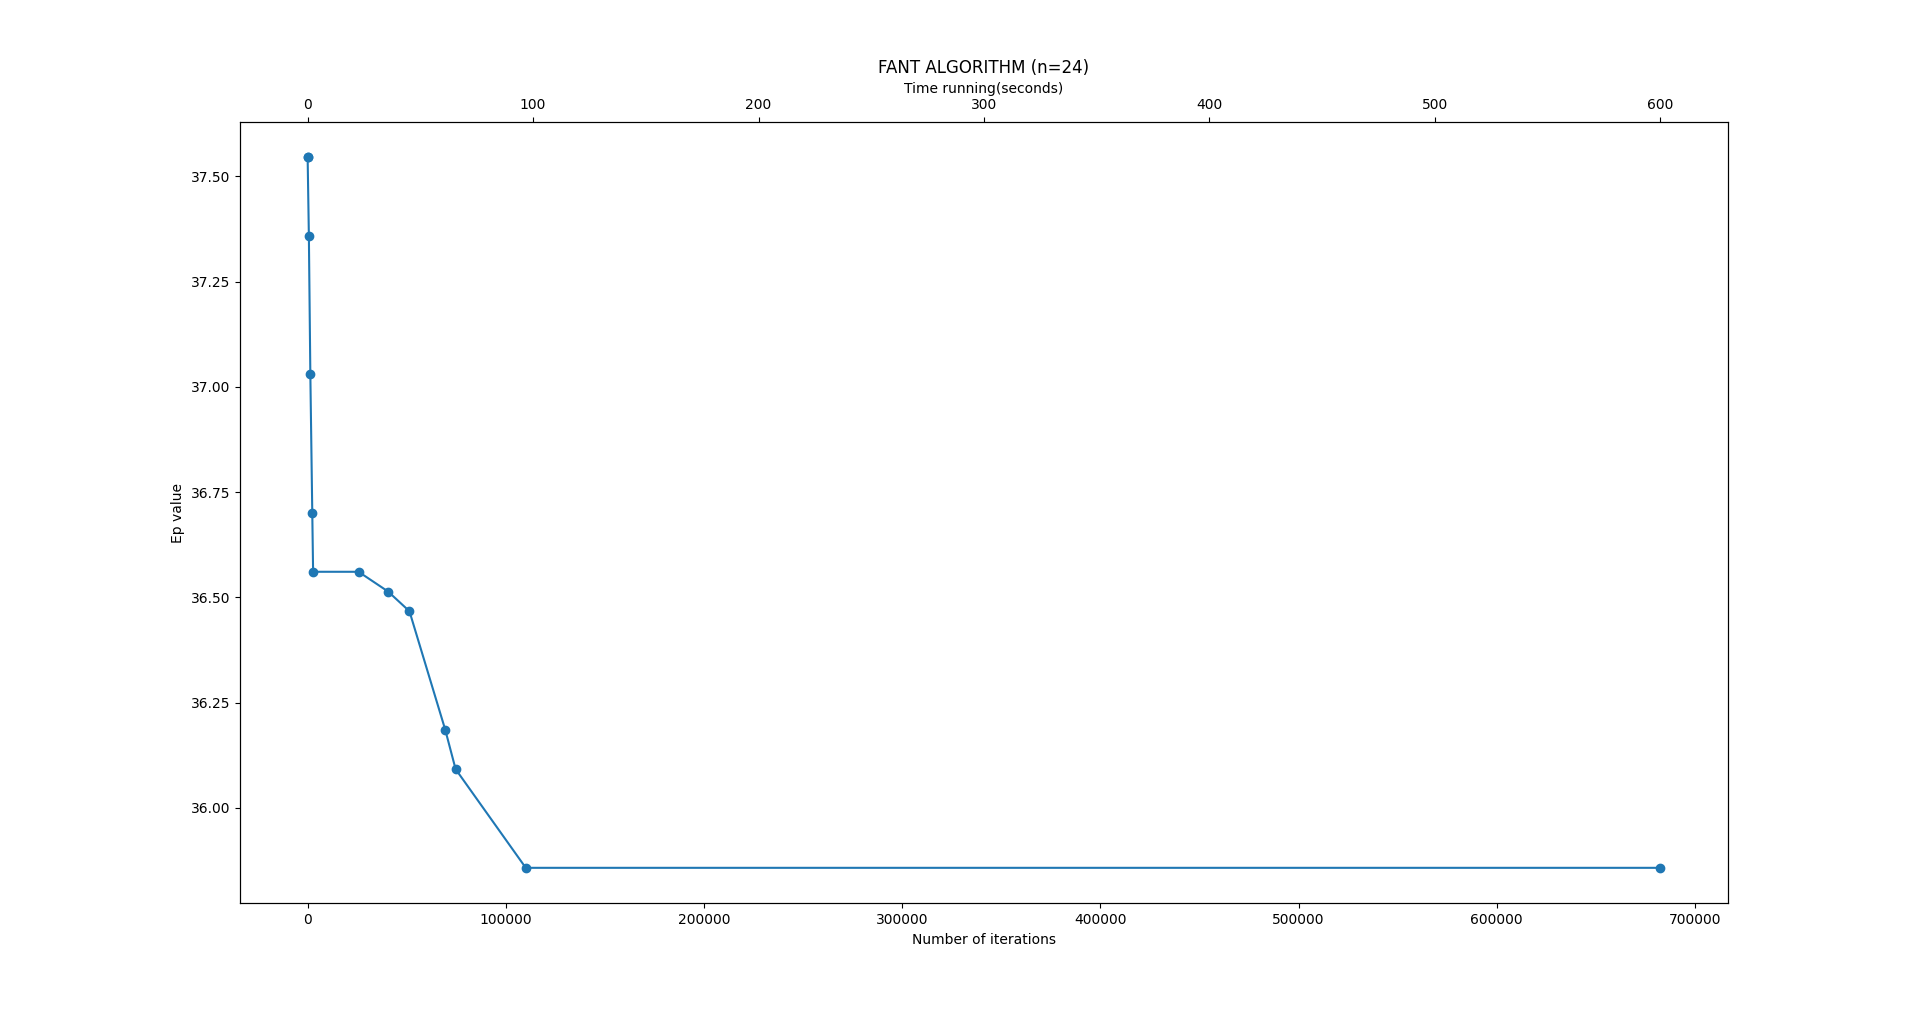 FANT ALGORITHM (n=24)
Time running(seconds)
0 100 200 300 400 500 600
37.50
37.25
37.00
36.75
36.50
36.25
36.00
Ep value
0 100000 200000 300000 400000 500000 600000 700000
Number of iterations